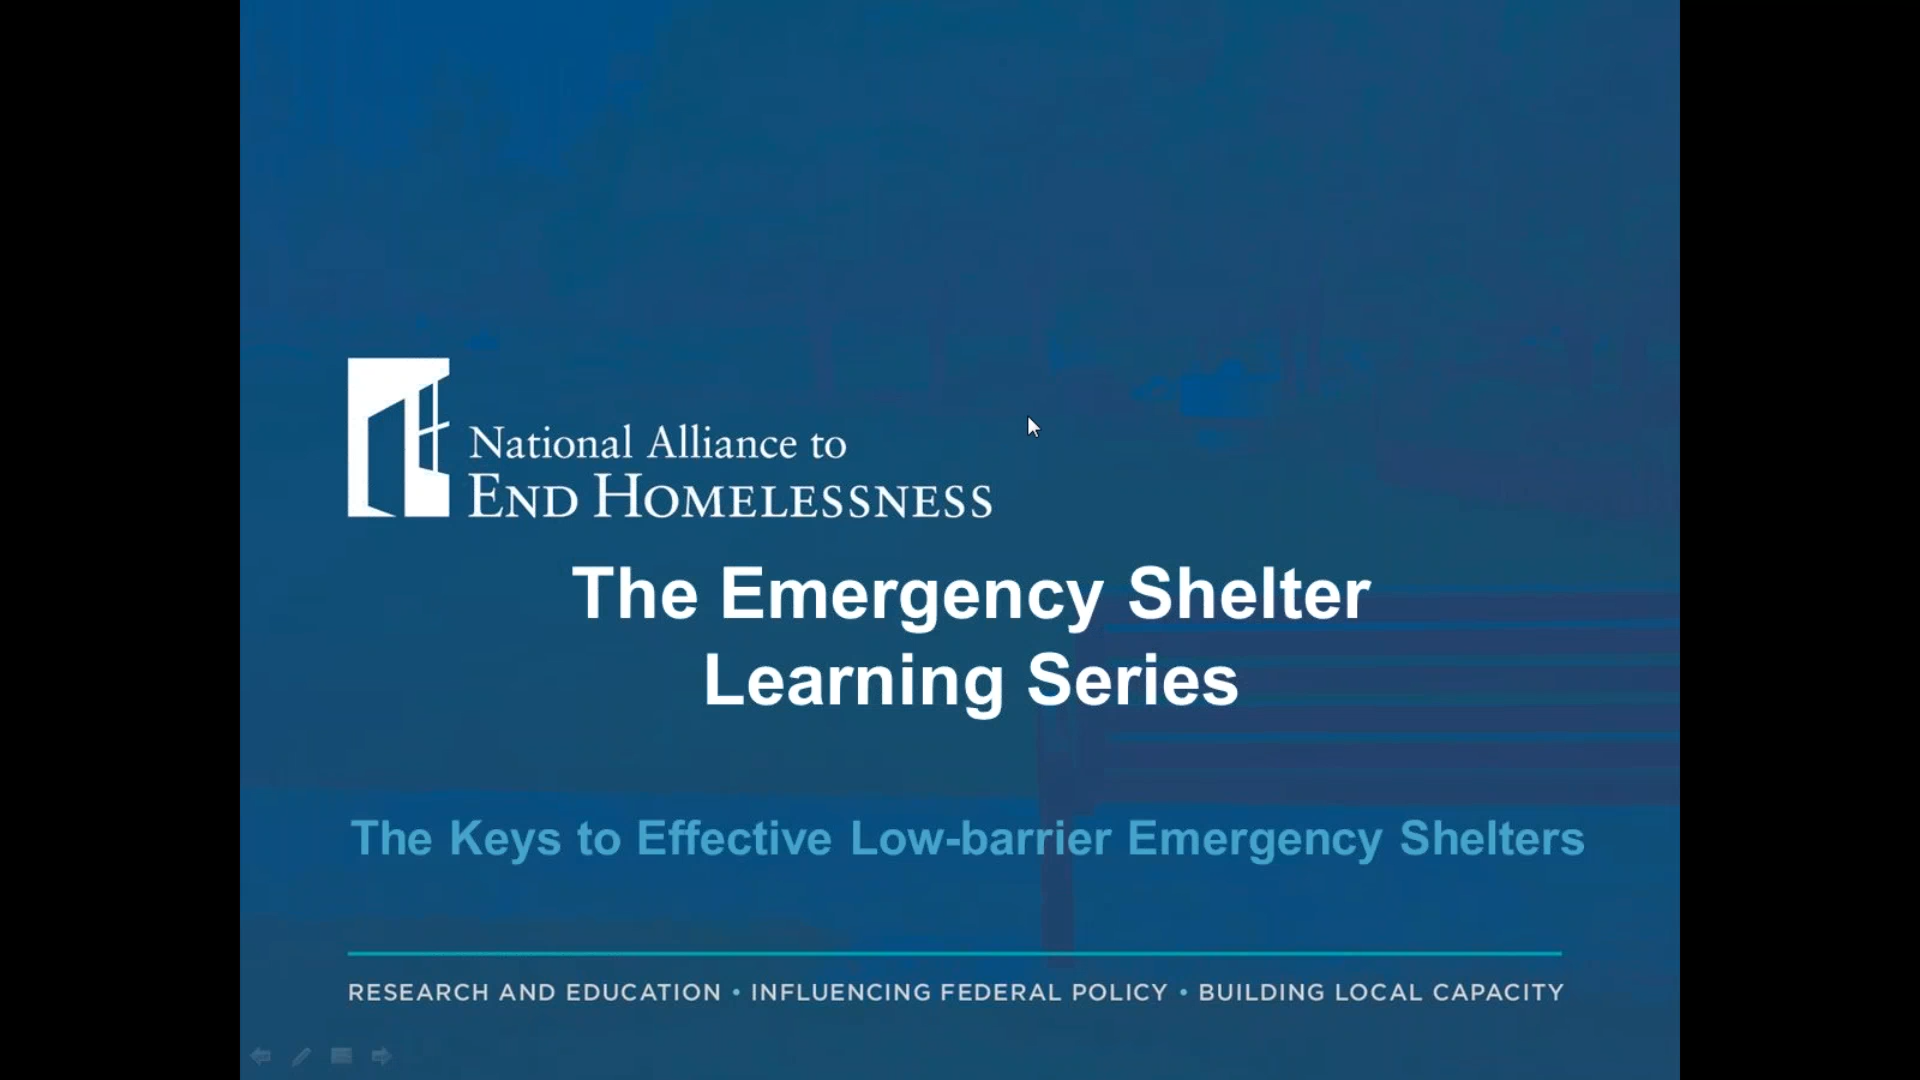 National Alliance to
END HOMELESSNESS
The Emergency Shelter
Learning Series
The Keys to Effective Low-barrier Emergency Shelters
RESEARCH AND EDUCATION • INFLUENCING FEDERAL POLICY • BUILDING LOCAL CAPACITY